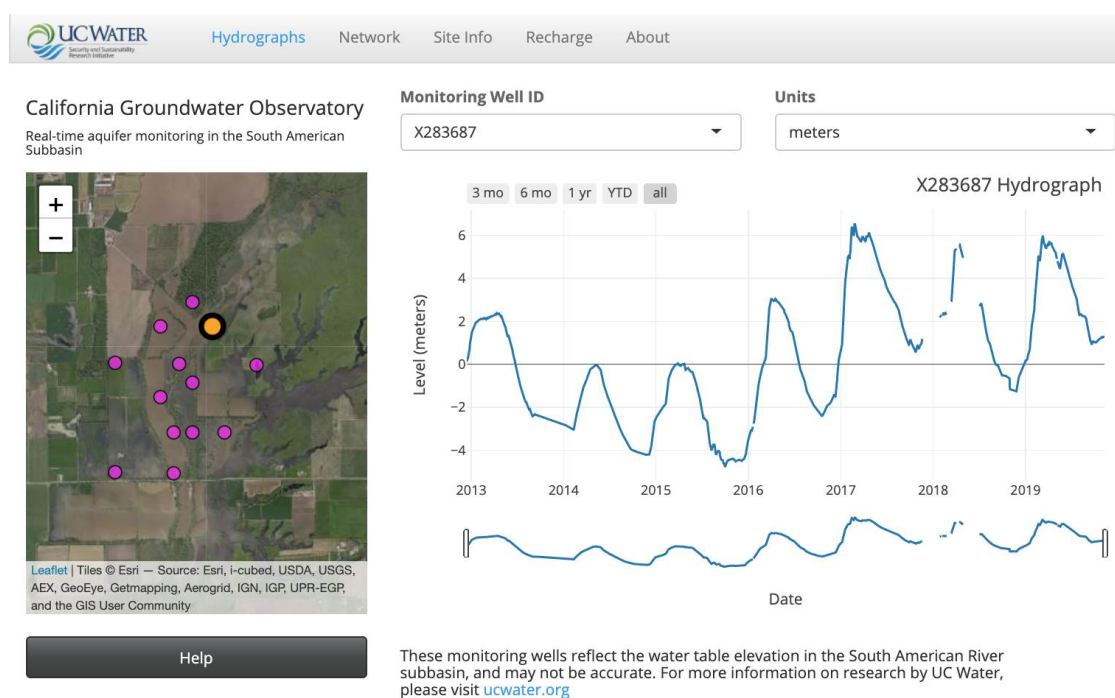 UC WATER
Security and Sustainability
Research Initiative
Hydrographs Network Site Info Recharge About
California Groundwater Observatory
Real-time aquifer monitoring in the South American
Subbasin
+
−
Leaflet | Tiles © Esri — Source: Esri, i-cubed, USDA, USGS,
AEX, GeoEye, Getmapping, Aerogrid, IGN, IGP, UPR-EGP,
and the GIS User Community
Help
Monitoring Well ID
X283687
Units
meters
3 mo 6 mo 1 yr YTD all
X283687 Hydrograph
Level (meters)
6
4
2
0
−2
−4
2013 2014 2015 2016 2017 2018 2019
Date
These monitoring wells reflect the water table elevation in the South American River
subbasin, and may not be accurate. For more information on research by UC Water,
please visit ucwater.org